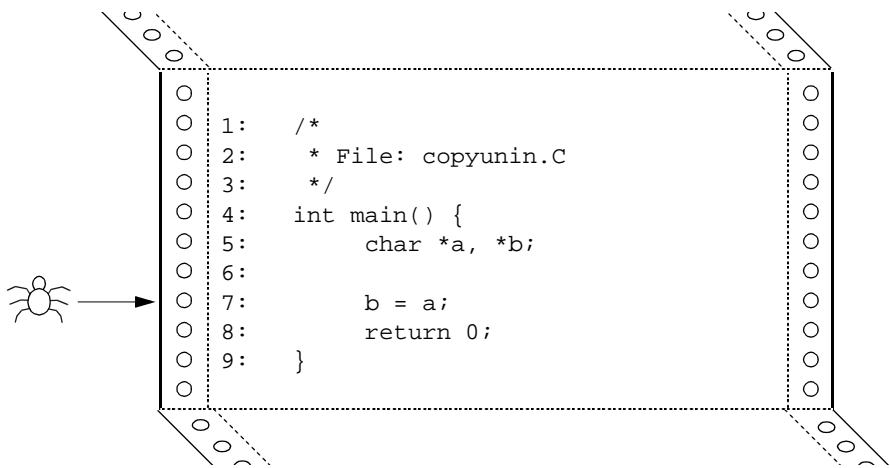 1: /*
2: * File: copyunin.C
3: */
4: int main() {
5: char *a, *b;
6:
7: b = a;
8: return 0;
9: }